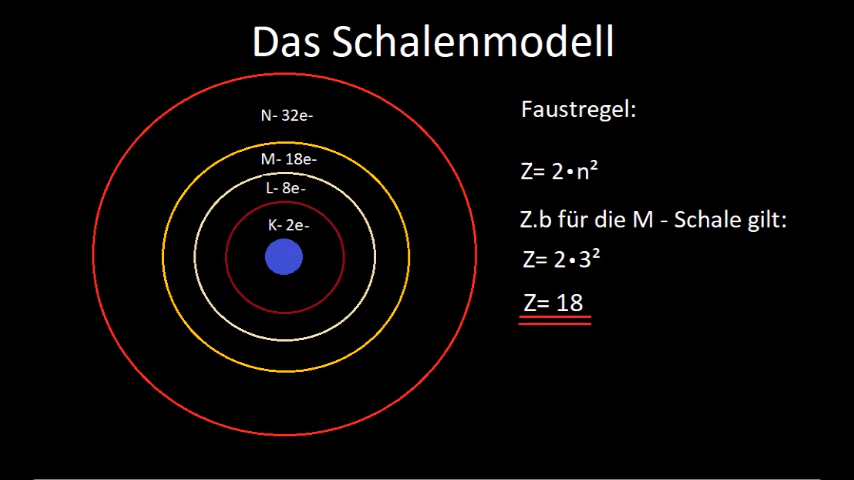 Das Schalenmodell
N- 32e-
M- 18e-
L- 8e-
K- 2e-
Faustregel:
Z= 2•n²
Z.b für die M - Schale gilt:
Z= 2•3²
Z= 18